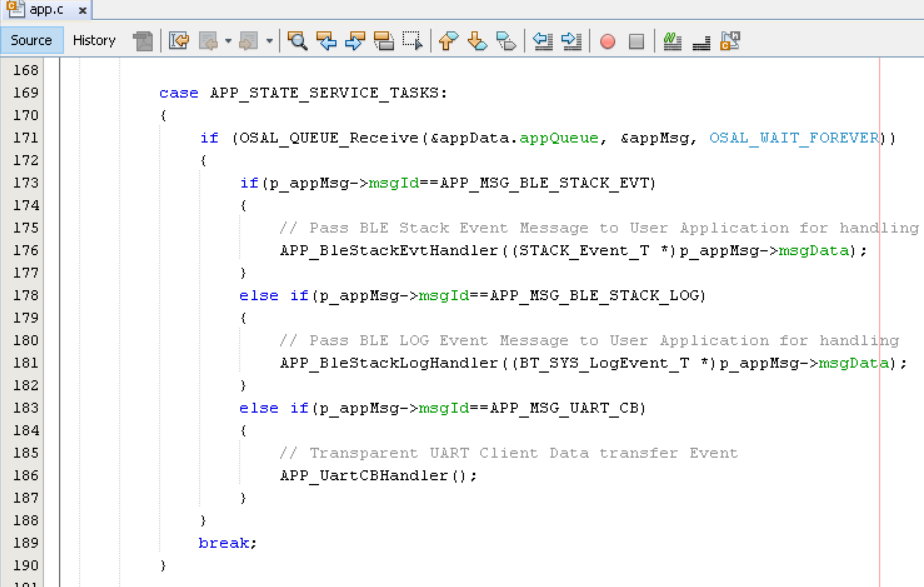 app.c x
Source History
168
169 case APP_STATE_SERVICE_TASKS:
170 {
171 if (OSAL_QUEUE_Receive(&appData.appQueue, &appMsg, OSAL_WAIT_FOREVER))
172 {
173 if(p_appMsg->msgId==APP_MSG_BLE_STACK_EVT)
174 {
175 // Pass BLE Stack Event Message to User Application for handling
176 APP_BleStackEvtHandler((STACK_Event_T *)p_appMsg->msgData);
177 }
178 else if(p_appMsg->msgId==APP_MSG_BLE_STACK_LOG)
179 {
180 // Pass BLE LOG Event Message to User Application for handling
181 APP_BleStackLogHandler((BT_SYS_LogEvent_T *)p_appMsg->msgData);
182 }
183 else if(p_appMsg->msgId==APP_MSG_UART_CB)
184 {
185 // Transparent UART Client Data transfer Event
186 APP_UartCBHandler();
187 }
188 }
189 break;
190 }